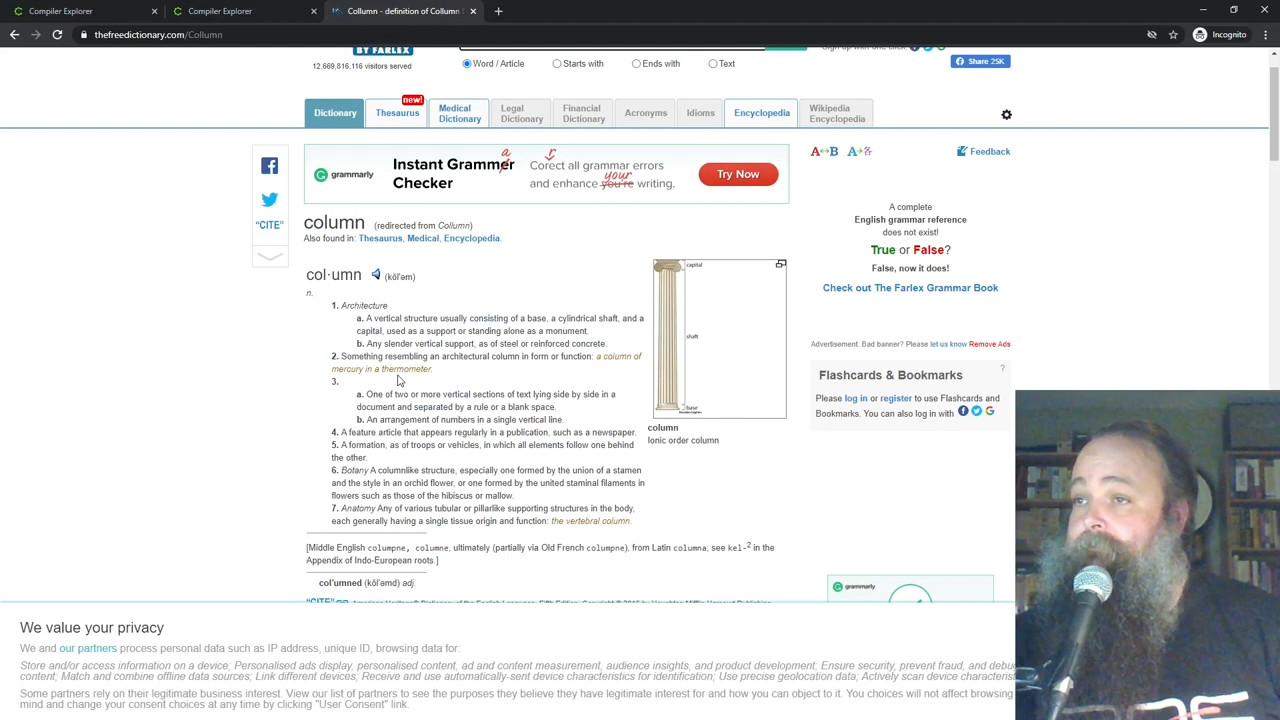 Compiler Explorer
Compiler Explorer
column - definition of column by
thefreedictionary.com/Column
Incognito
BY FARLEX
12,669,816,116 visitors served
Word / Article
Starts with
Ends with
Text
Share 25K
Dictionary
new!
Thesaurus
Medical
Dictionary
Legal
Dictionary
Financial
Dictionary
Acronyms
Idioms
Encyclopedia
Wikipedia
Encyclopedia
"CITE"
grammarly
Instant Grammer a
Checker
Corect r all grammar errors
and enhance you're your writing.
Try Now
Feedback
A complete
English grammar reference
does not exist!
True or False?
False, now it does!
Check out The Farlex Grammar Book
column (redirected from Collumn)
Also found in: Thesaurus, Medical, Encyclopedia.
col·umn (kŏl′əm)
n.
1. Architecture
a. A vertical structure usually consisting of a base, a cylindrical shaft, and a
capital, used as a support or standing alone as a monument.
b. Any slender vertical support, as of steel or reinforced concrete.
2. Something resembling an architectural column in form or function: a column of
mercury in a thermometer.
3.
a. One of two or more vertical sections of text lying side by side in a
document and separated by a rule or a blank space.
b. An arrangement of numbers in a single vertical line.
4. A feature article that appears regularly in a publication, such as a newspaper.
5. A formation, as of troops or vehicles, in which all elements follow one behind
the other.
6. Botany A columnlike structure, especially one formed by the union of a stamen
and the style in an orchid flower, or one formed by the united staminal filaments in
flowers such as those of the hibiscus or mallow.
7. Anatomy Any of various tubular or pillarlike supporting structures in the body,
each generally having a single tissue origin and function: the vertebral column.
capital
shaft
base
column
Ionic order column
Advertisement. Bad banner? Please let us know Remove Ads
Flashcards & Bookmarks ?
Please log in or register to use Flashcards and
Bookmarks. You can also log in with
[Middle English columpne, columne, ultimately (partially via Old French columpne), from Latin columna; see kel-2 in the
Appendix of Indo-European roots.]
col′umned (kŏl′əmd) adj.
grammarly
We value your privacy
We and our partners process personal data such as IP address, unique ID, browsing data for:
Store and/or access information on a device; Personalised ads display, personalised content, ad and content measurement, audience insights, and product development; Ensure security, prevent fraud, and debug
content; Match and combine offline data sources; Link different devices; Receive and use automatically-sent device characteristics for identification; Use precise geolocation data; Actively scan device characterist
Some partners rely on their legitimate business interest. View our list of partners to see the purposes they believe they have legitimate interest for and how you can object to it. You choices will not affect browsing
mind and change your consent choices at any time by clicking "User Consent" link.